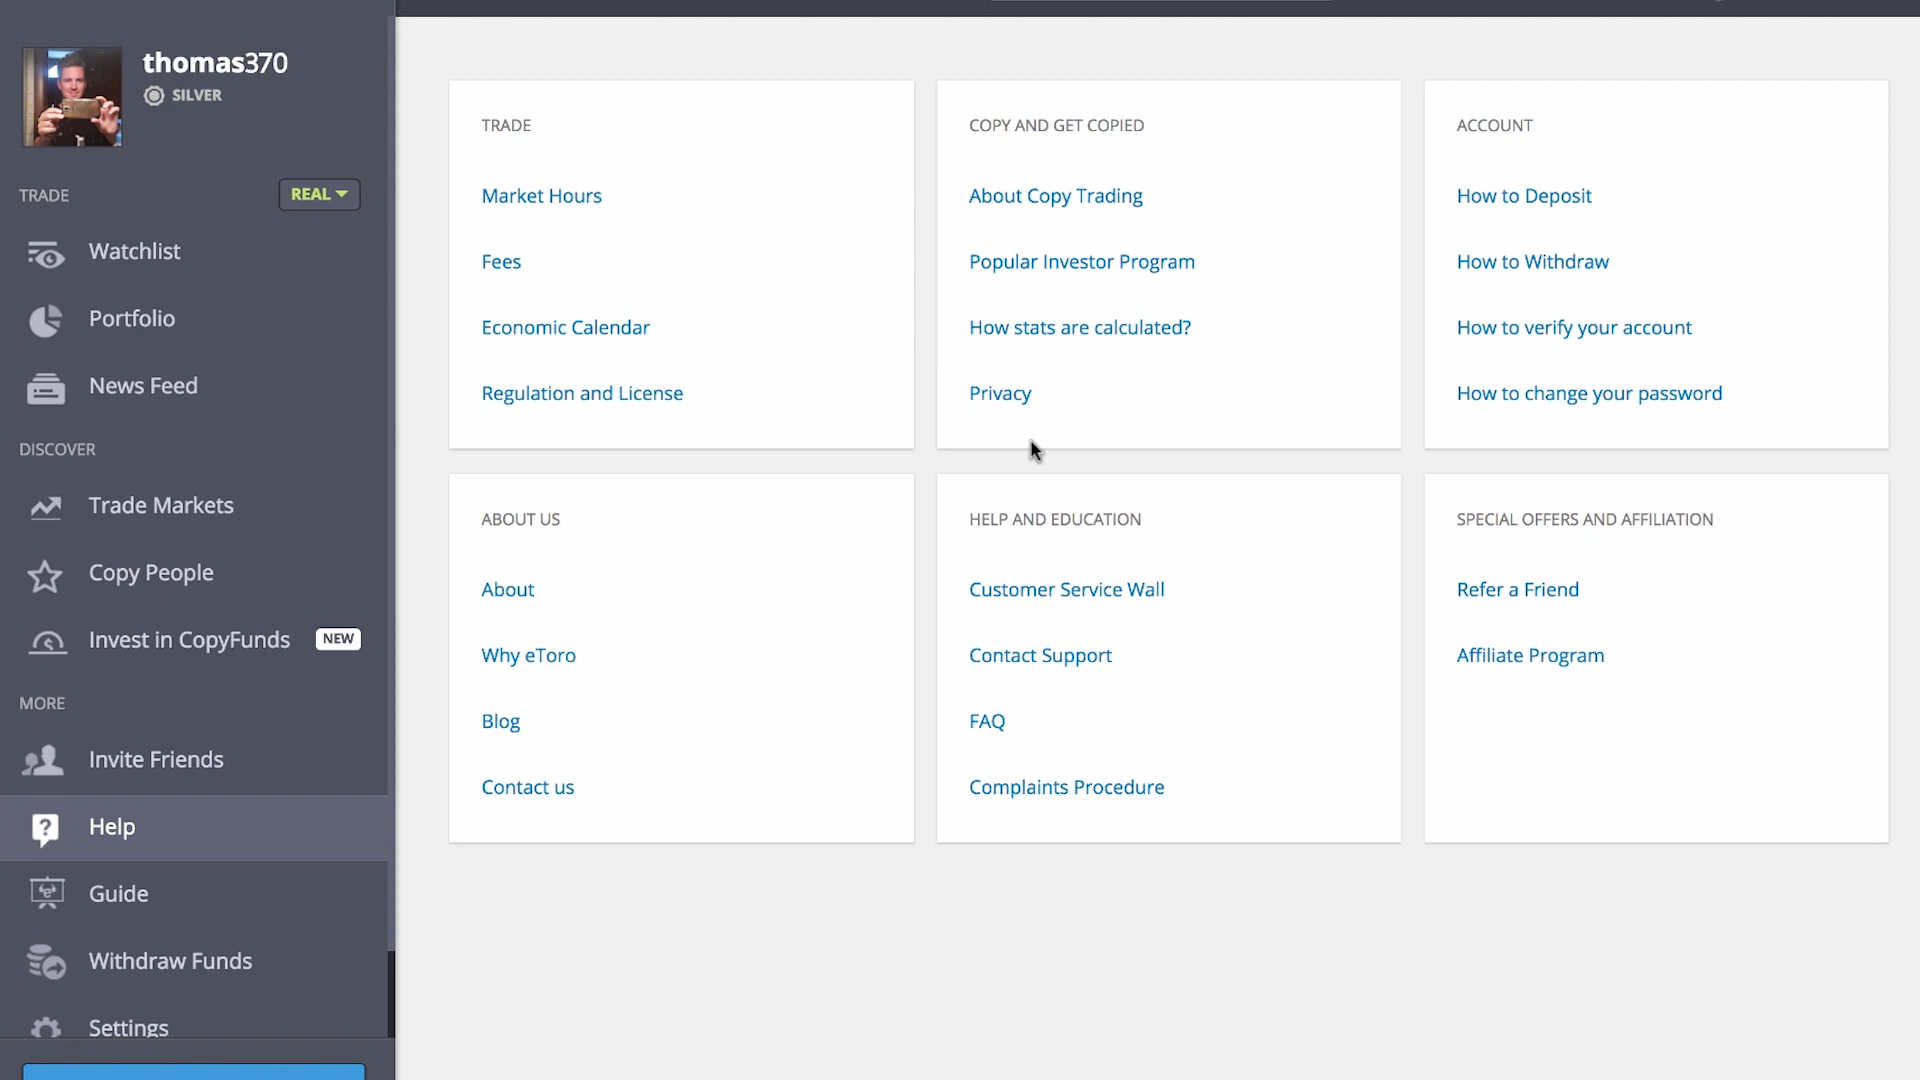 thomas370
SILVER
TRADE
REAL
Watchlist
Portfolio
News Feed
DISCOVER
Trade Markets
Copy People
Invest in CopyFunds NEW
MORE
Invite Friends
Help
Guide
Withdraw Funds
Settings
TRADE
Market Hours
Fees
Economic Calendar
Regulation and License
COPY AND GET COPIED
About Copy Trading
Popular Investor Program
How stats are calculated?
Privacy
ACCOUNT
How to Deposit
How to Withdraw
How to verify your account
How to change your password
ABOUT US
About
Why eToro
Blog
Contact us
HELP AND EDUCATION
Customer Service Wall
Contact Support
FAQ
Complaints Procedure
SPECIAL OFFERS AND AFFILIATION
Refer a Friend
Affiliate Program